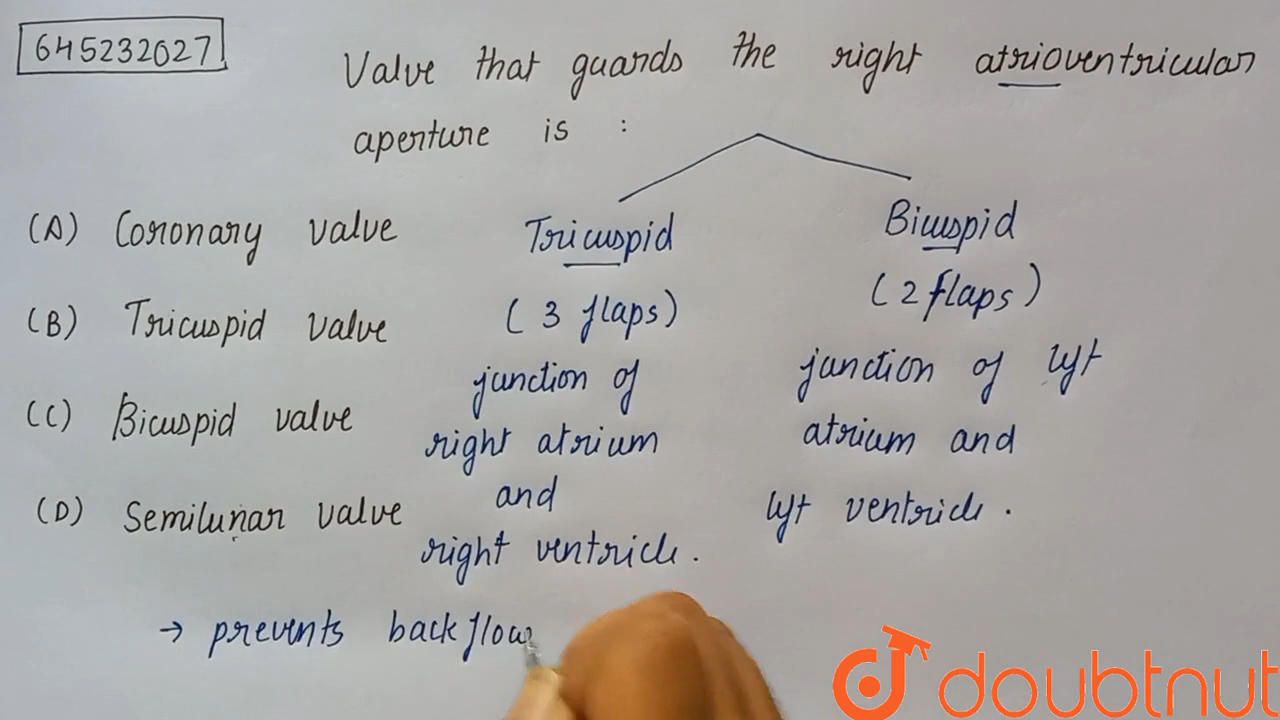 645232027
Valve that guards the right atrioventricular
aperture is :
(A) Coronary valve
(B) Tricuspid valve
(C) Bicuspid valve
(D) Semilunar valve
Tricuspid
(3 flaps)
junction of
right atrium
and
right ventricle.
Bicuspid
(2 flaps)
junction of left
atrium and
left ventricle.
→ prevents backflow
doubtnut